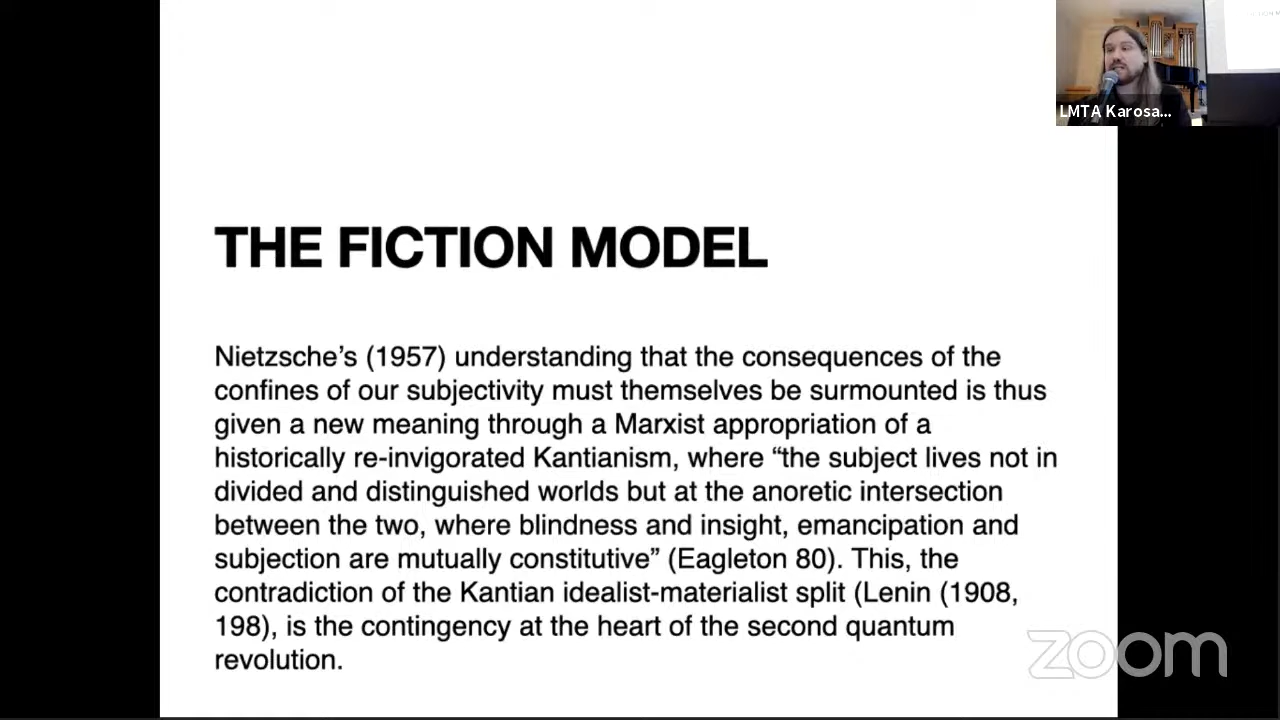 LMTA Karosa...
THE FICTION MODEL
Nietzsche's (1957) understanding that the consequences of the
confines of our subjectivity must themselves be surmounted is thus
given a new meaning through a Marxist appropriation of a
historically re-invigorated Kantianism, where “the subject lives not in
divided and distinguished worlds but at the anoretic intersection
between the two, where blindness and insight, emancipation and
subjection are mutually constitutive” (Eagleton 80). This, the
contradiction of the Kantian idealist-materialist split (Lenin (1908,
198), is the contingency at the heart of the second quantum
revolution.
zoom